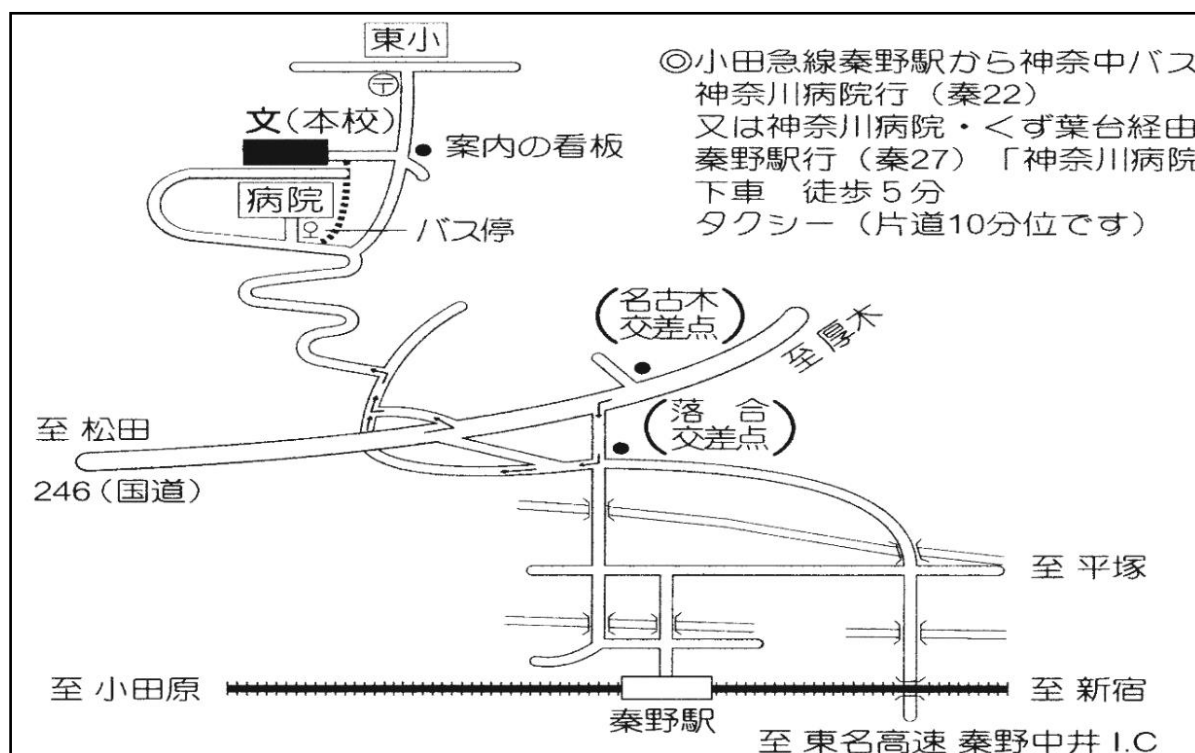 東小
◎小田急線秦野駅から神奈中バス
神奈川病院行（秦22）
又は神奈川病院・くず葉台経由
秦野駅行（秦27）「神奈川病院
下車　徒歩５分
タクシー（片道10分位です）
〒
文(本校)
案内の看板
病院
バス停
(名古木
交差点)
至 厚木
(落　合
交差点)
至 松田
246（国道）
至 平塚
至 小田原
秦野駅
至 新宿
至 東名高速 秦野中井 I.C